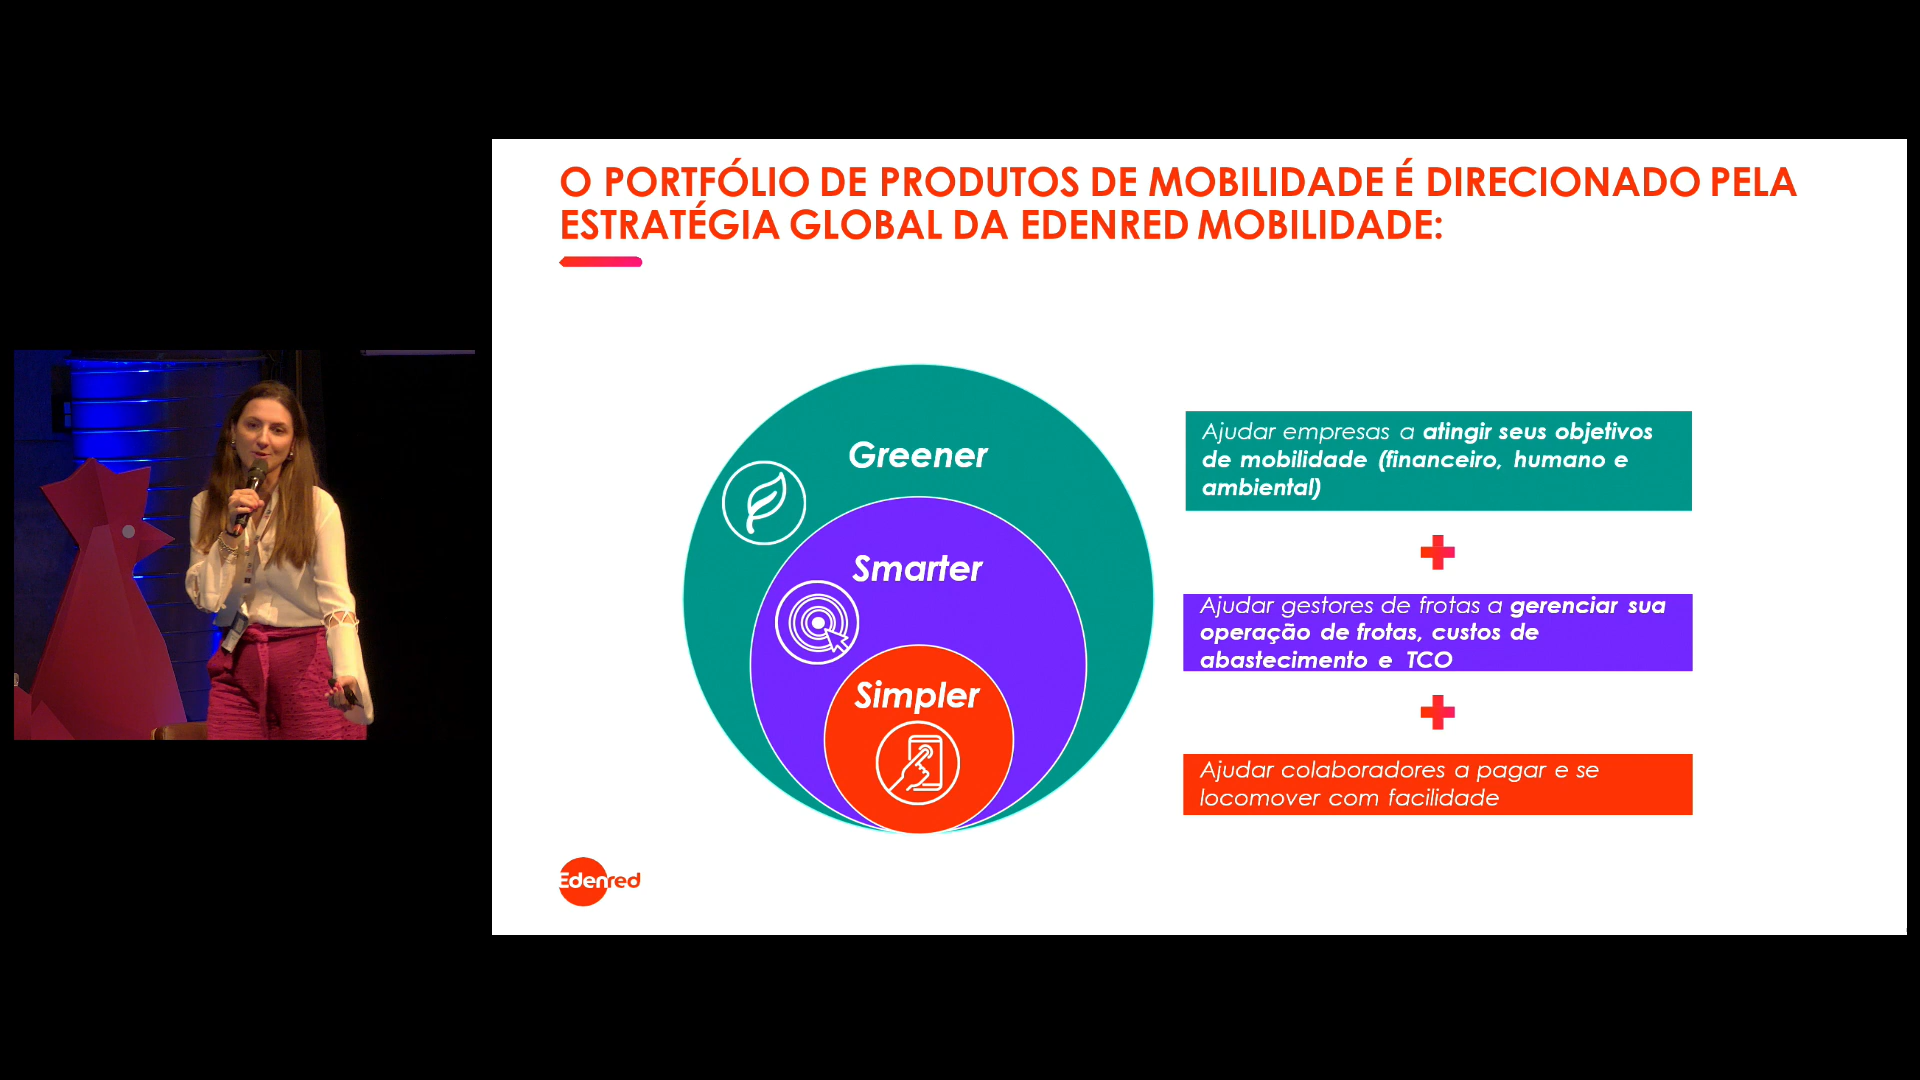 O PORTFÓLIO DE PRODUTOS DE MOBILIDADE É DIRECIONADO PELA
ESTRATÉGIA GLOBAL DA EDENRED MOBILIDADE:
Greener
Smarter
Simpler
Ajudar empresas a atingir seus objetivos
de mobilidade (financeiro, humano e
ambiental)
Ajudar gestores de frotas a gerenciar sua
operação de frotas, custos de
abastecimento e TCO
Ajudar colaboradores a pagar e se
locomover com facilidade
Edenred